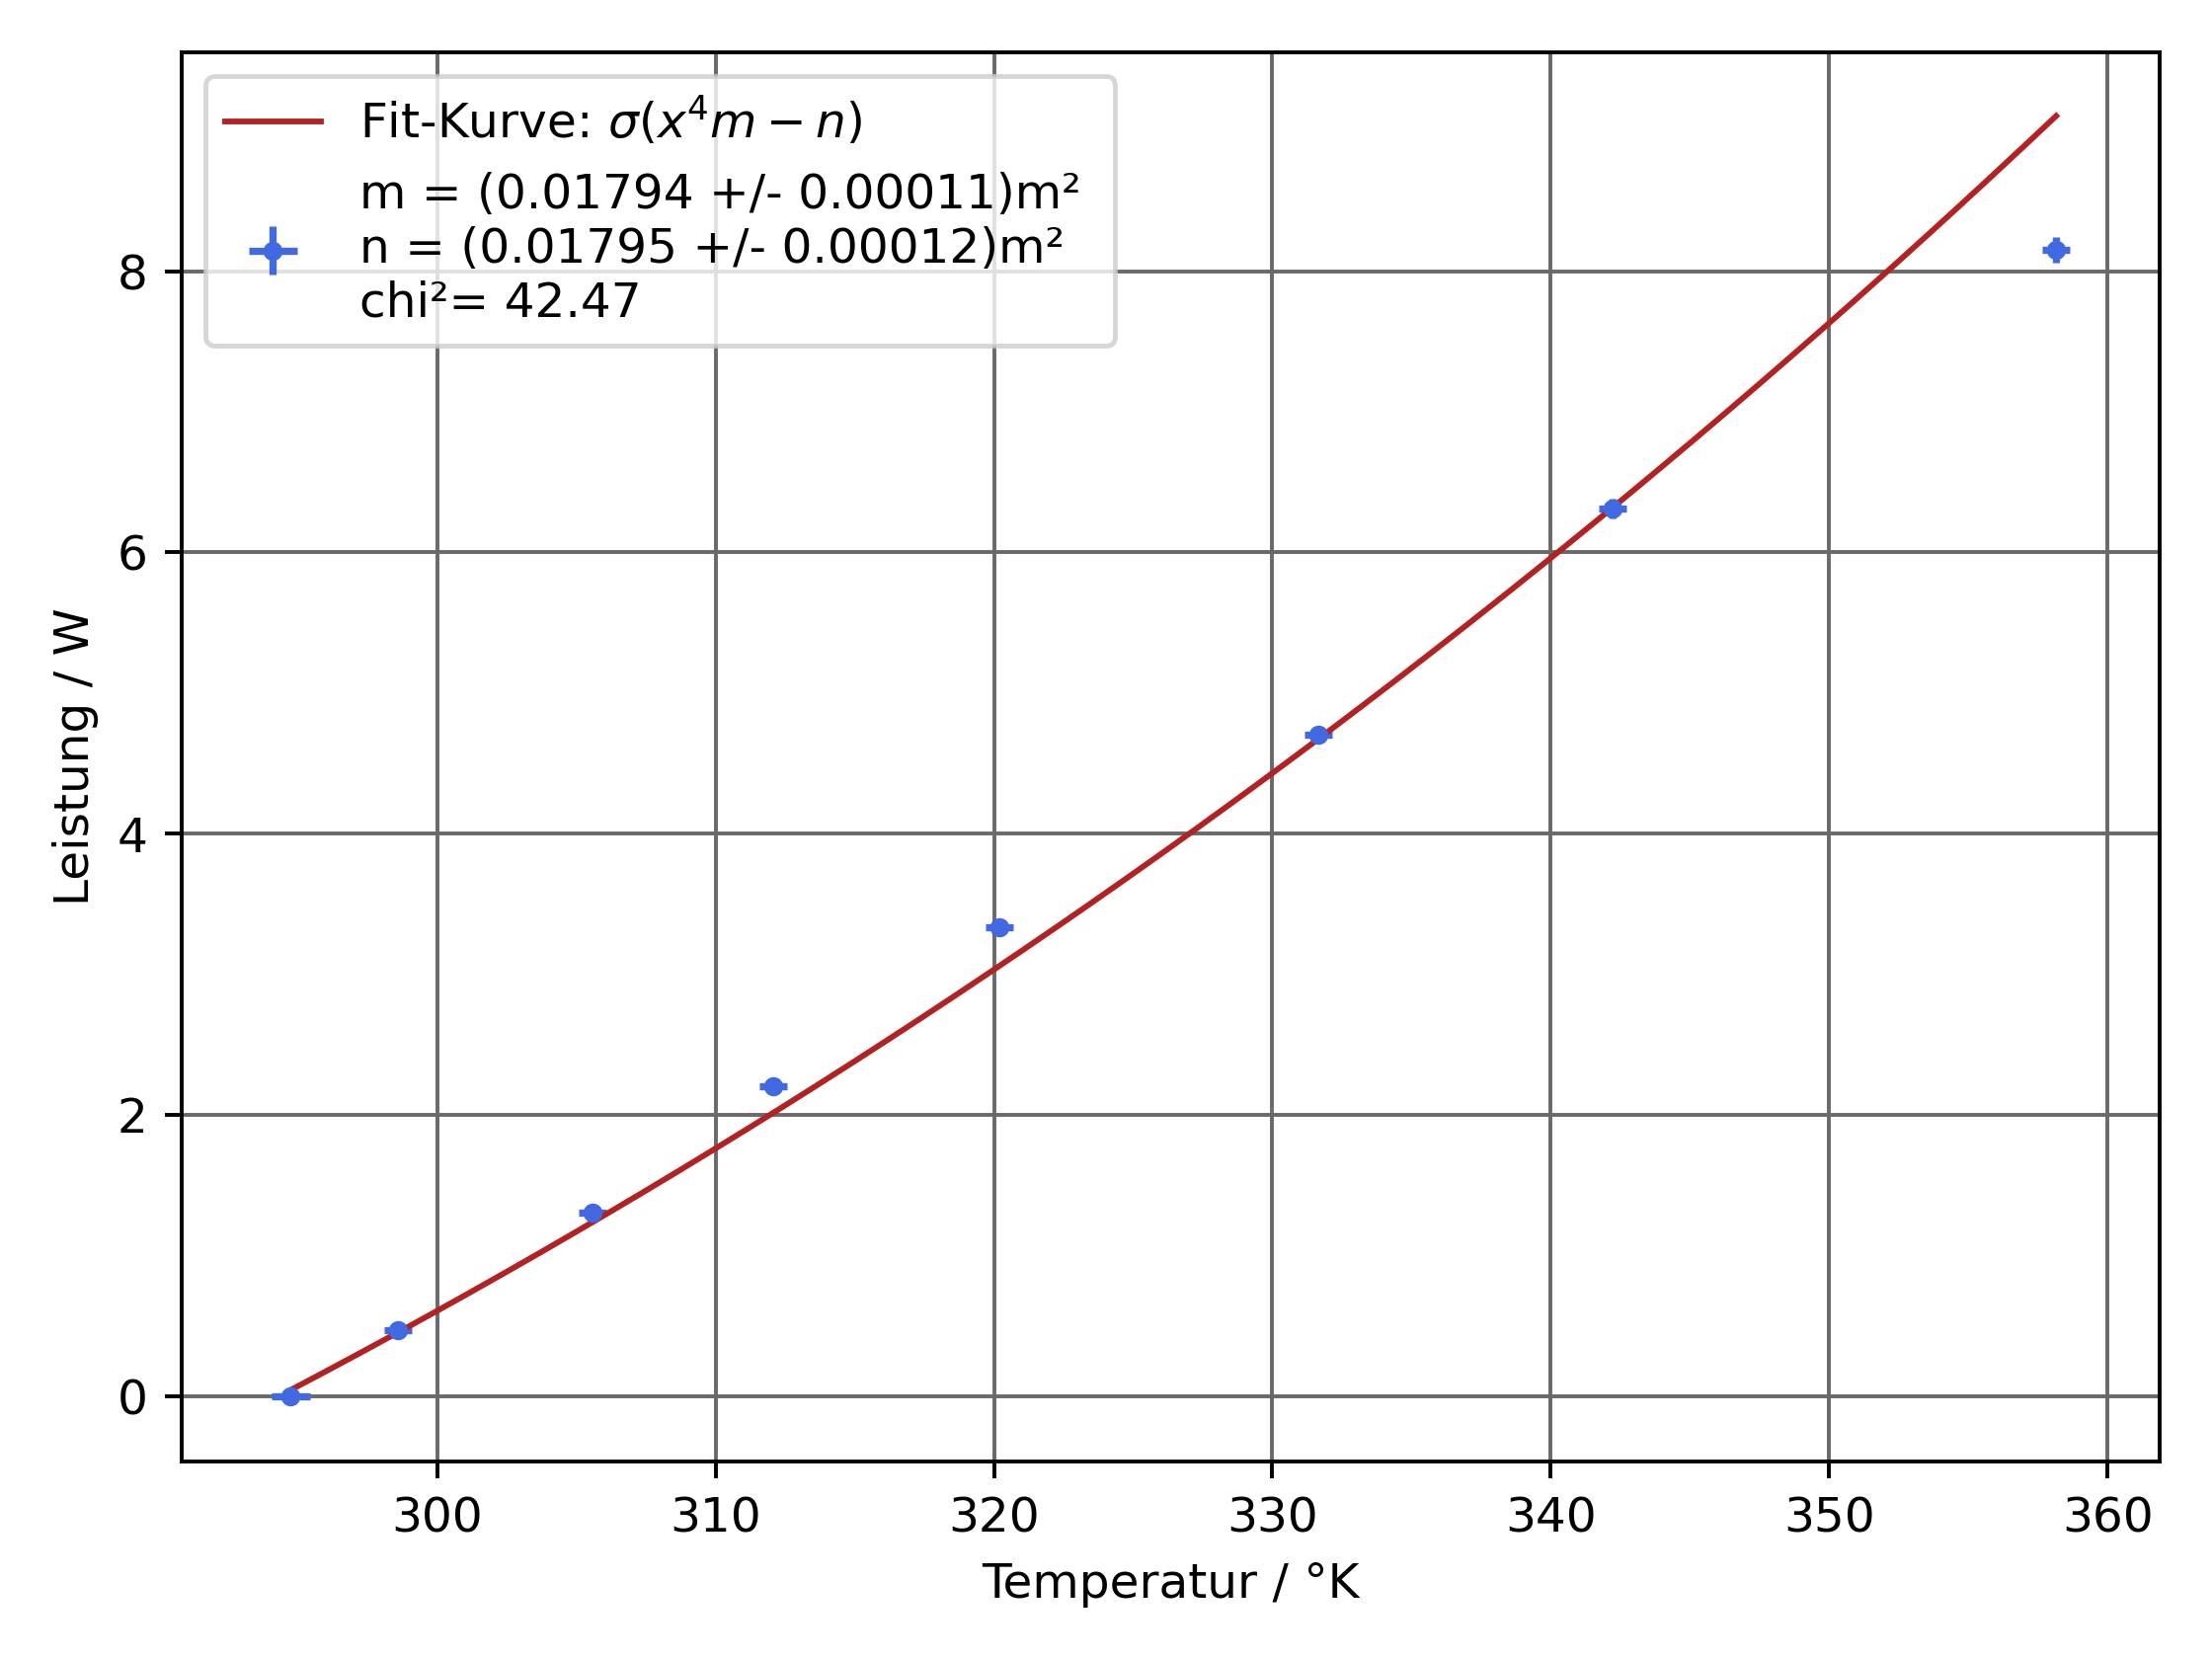 Fit-Kurve: σ(x⁴m − n)
m = (0.01794 +/- 0.00011)m²
n = (0.01795 +/- 0.00012)m²
chi²= 42.47
8
6
4
2
0
Leistung / W
300 310 320 330 340 350 360
Temperatur / °K